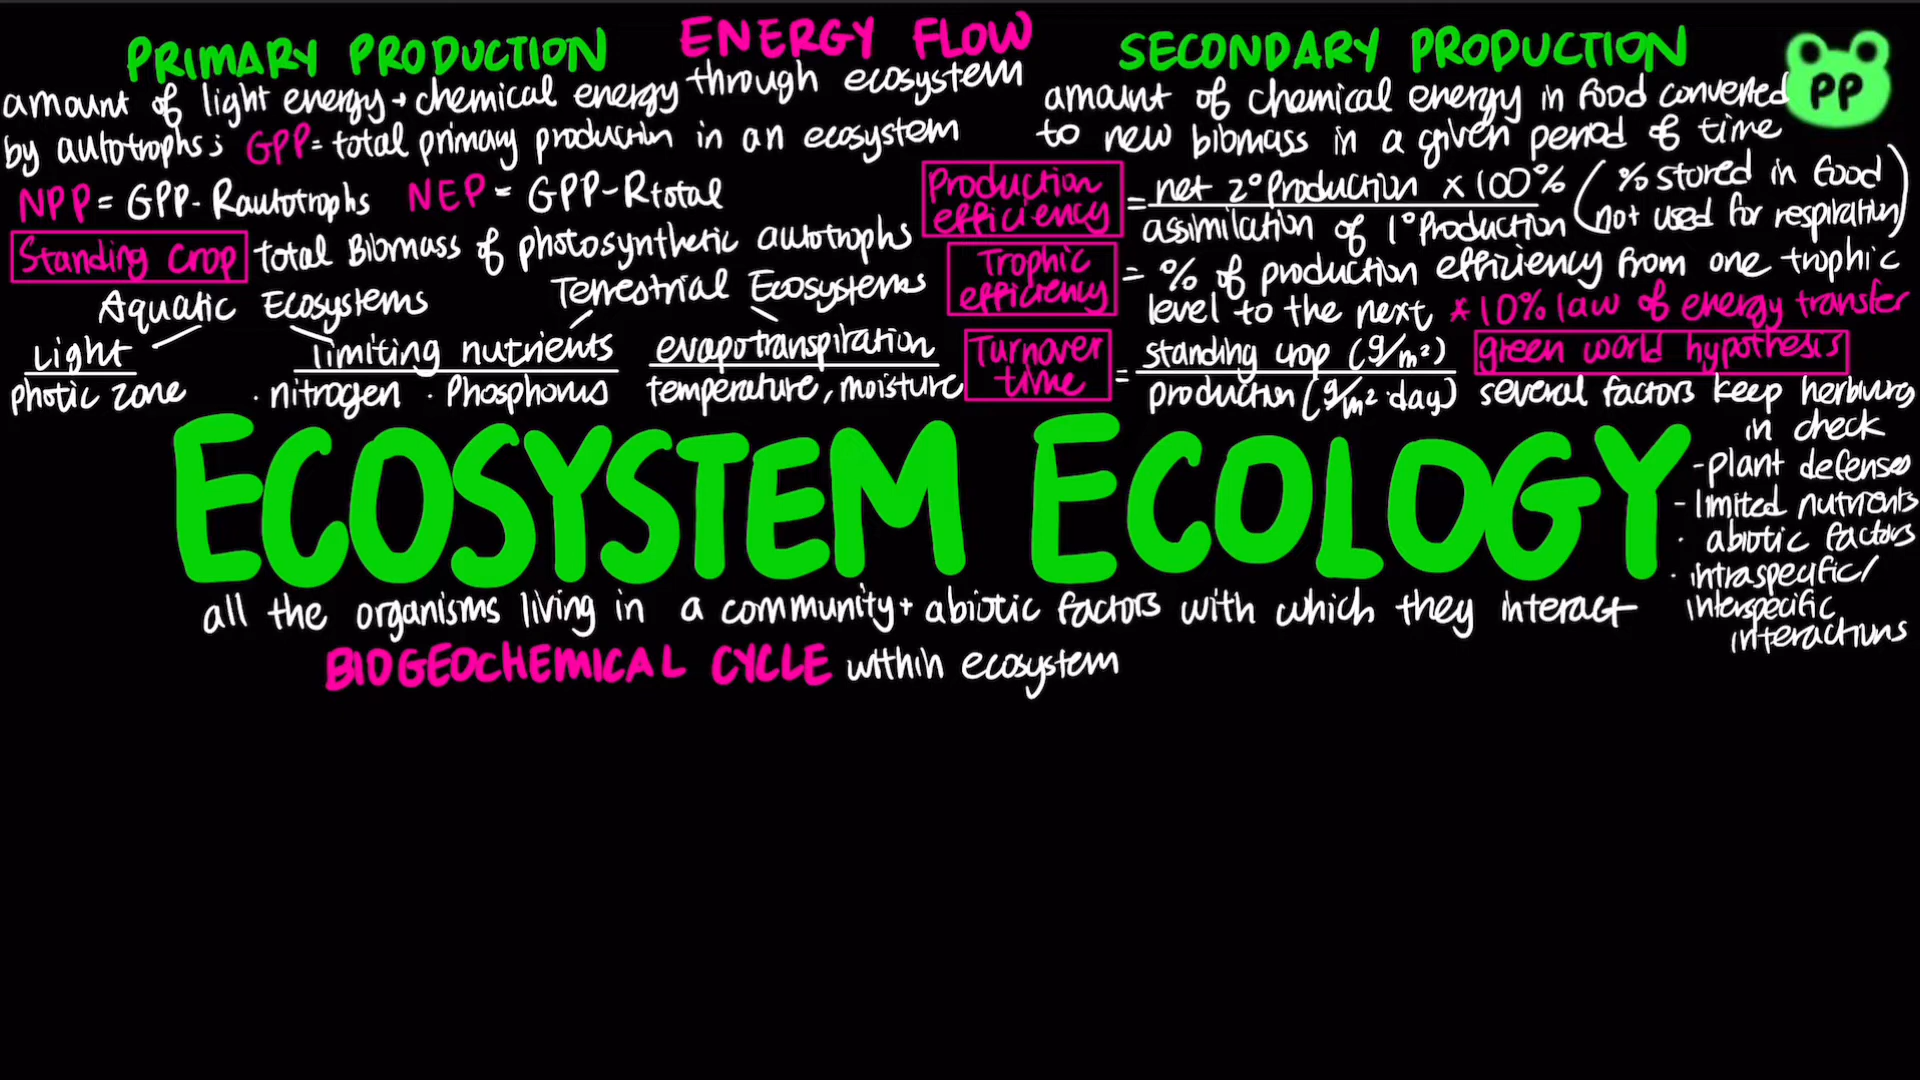 PRIMARY PRODUCTION
amount of light energy → chemical energy
by autotrophs; GPP = total primary production in an ecosystem
NPP = GPP - Rautotrophs NEP = GPP - Rtotal
Standing crop total Biomass of photosynthetic autotrophs
Aquatic Ecosystems
Terrestrial Ecosystems
Light
photic zone
limiting nutrients
· nitrogen · Phosphorus
evapotranspiration
temperature, moisture
ENERGY FLOW
through ecosystem
SECONDARY PRODUCTION
PP
amount of chemical energy in food converted
to new biomass in a given period of time
Production efficiency = net 2° Production × 100%
assimilation of 1° Production
(% stored in food
not used for respiration)
Trophic efficiency = % of production efficiency from one trophic
level to the next * 10% law of energy transfer
Turnover time = standing crop (g/m²)
production (g/m²·day)
green world hypothesis
several factors keep herbivores
in check
- plant defenses
- limited nutrients
· abiotic factors
· intraspecific/
interspecific
interactions
ECOSYSTEM ECOLOGY
all the organisms living in a community + abiotic factors with which they interact
BIOGEOCHEMICAL CYCLE within ecosystem